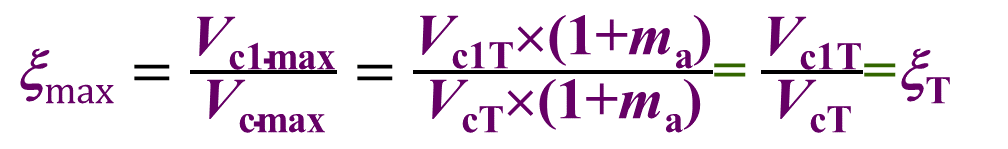 ξmax = Vc1-max / Vc-max = Vc1T×(1+ma) / VcT×(1+ma) = Vc1T / VcT = ξT